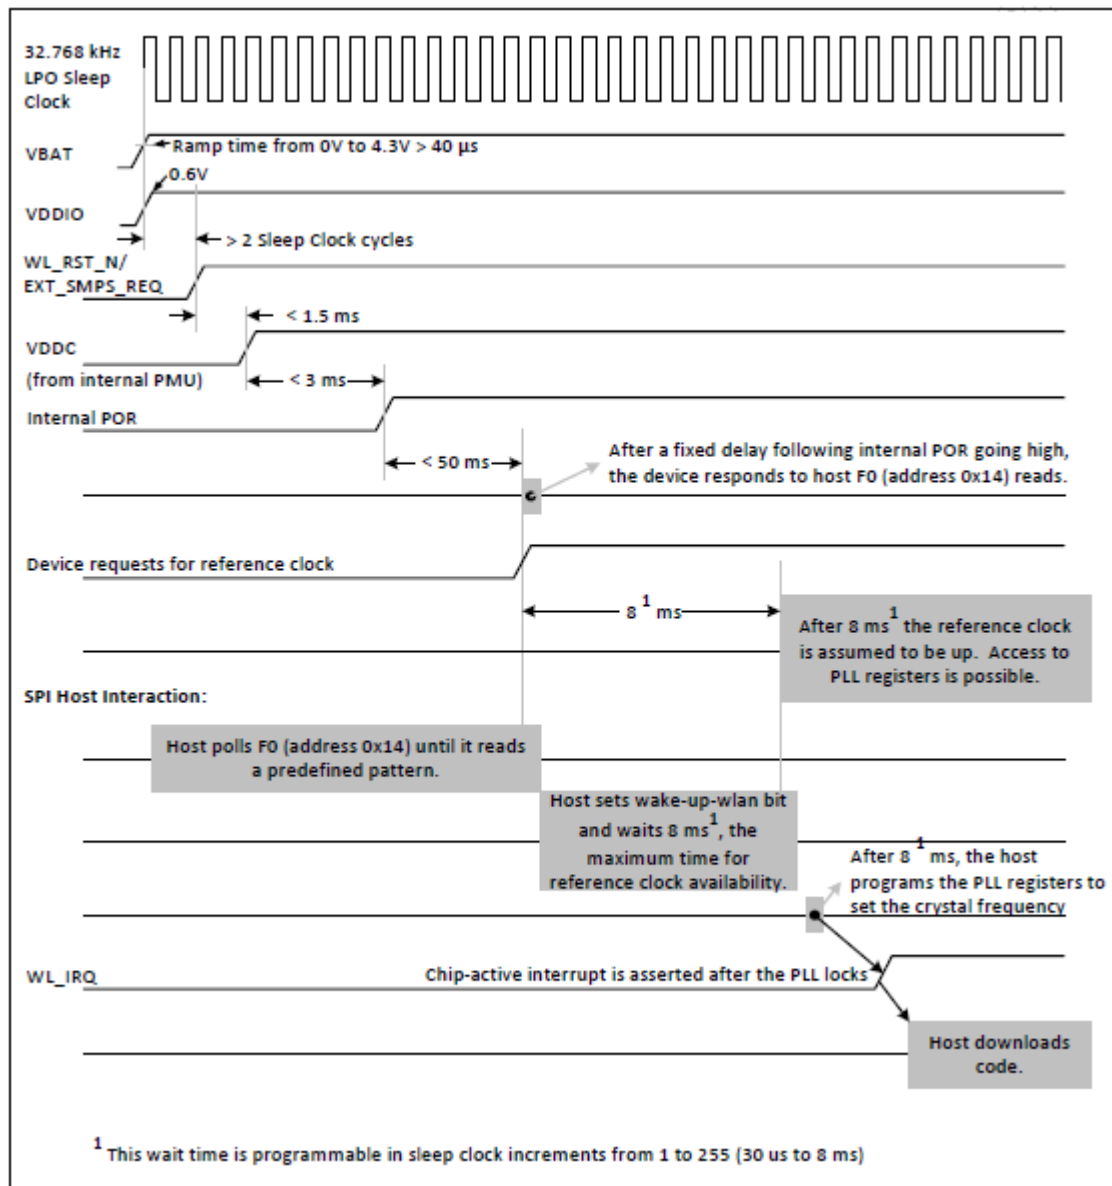 32.768 kHz
LPO Sleep
Clock
Ramp time from 0V to 4.3V > 40 µs
VBAT
0.6V
VDDIO
> 2 Sleep Clock cycles
WL_RST_N/
EXT_SMPS_REQ
< 1.5 ms
VDDC
(from internal PMU)
< 3 ms
Internal POR
After a fixed delay following internal POR going high,
the device responds to host F0 (address 0x14) reads.
< 50 ms
Device requests for reference clock
8 1 ms
After 8 ms1 the reference clock
is assumed to be up. Access to
PLL registers is possible.
SPI Host Interaction:
Host polls F0 (address 0x14) until it reads
a predefined pattern.
Host sets wake-up-wlan bit
and waits 8 ms1, the
maximum time for
reference clock availability.
After 8 1 ms, the host
programs the PLL registers to
set the crystal frequency
WL_IRQ
Chip-active interrupt is asserted after the PLL locks
Host downloads
code.
1 This wait time is programmable in sleep clock increments from 1 to 255 (30 us to 8 ms)